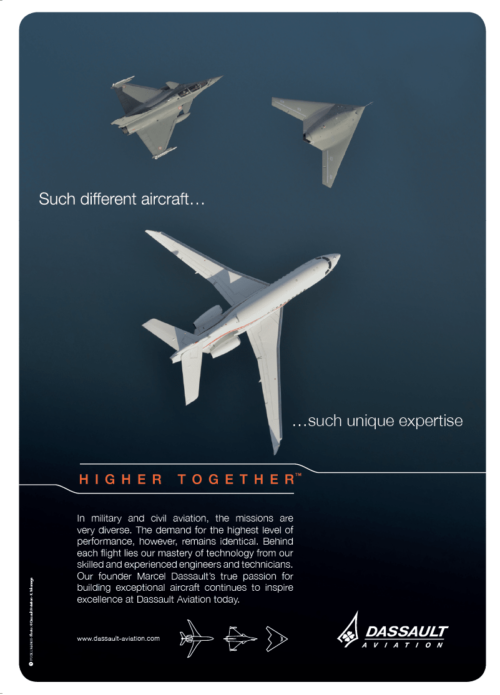 Such different aircraft…
…such unique expertise
HIGHER TOGETHER™
In military and civil aviation, the missions are
very diverse. The demand for the highest level of
performance, however, remains identical. Behind
each flight lies our mastery of technology from our
skilled and experienced engineers and technicians.
Our founder Marcel Dassault's true passion for
building exceptional aircraft continues to inspire
excellence at Dassault Aviation today.
www.dassault-aviation.com
DASSAULT
AVIATION